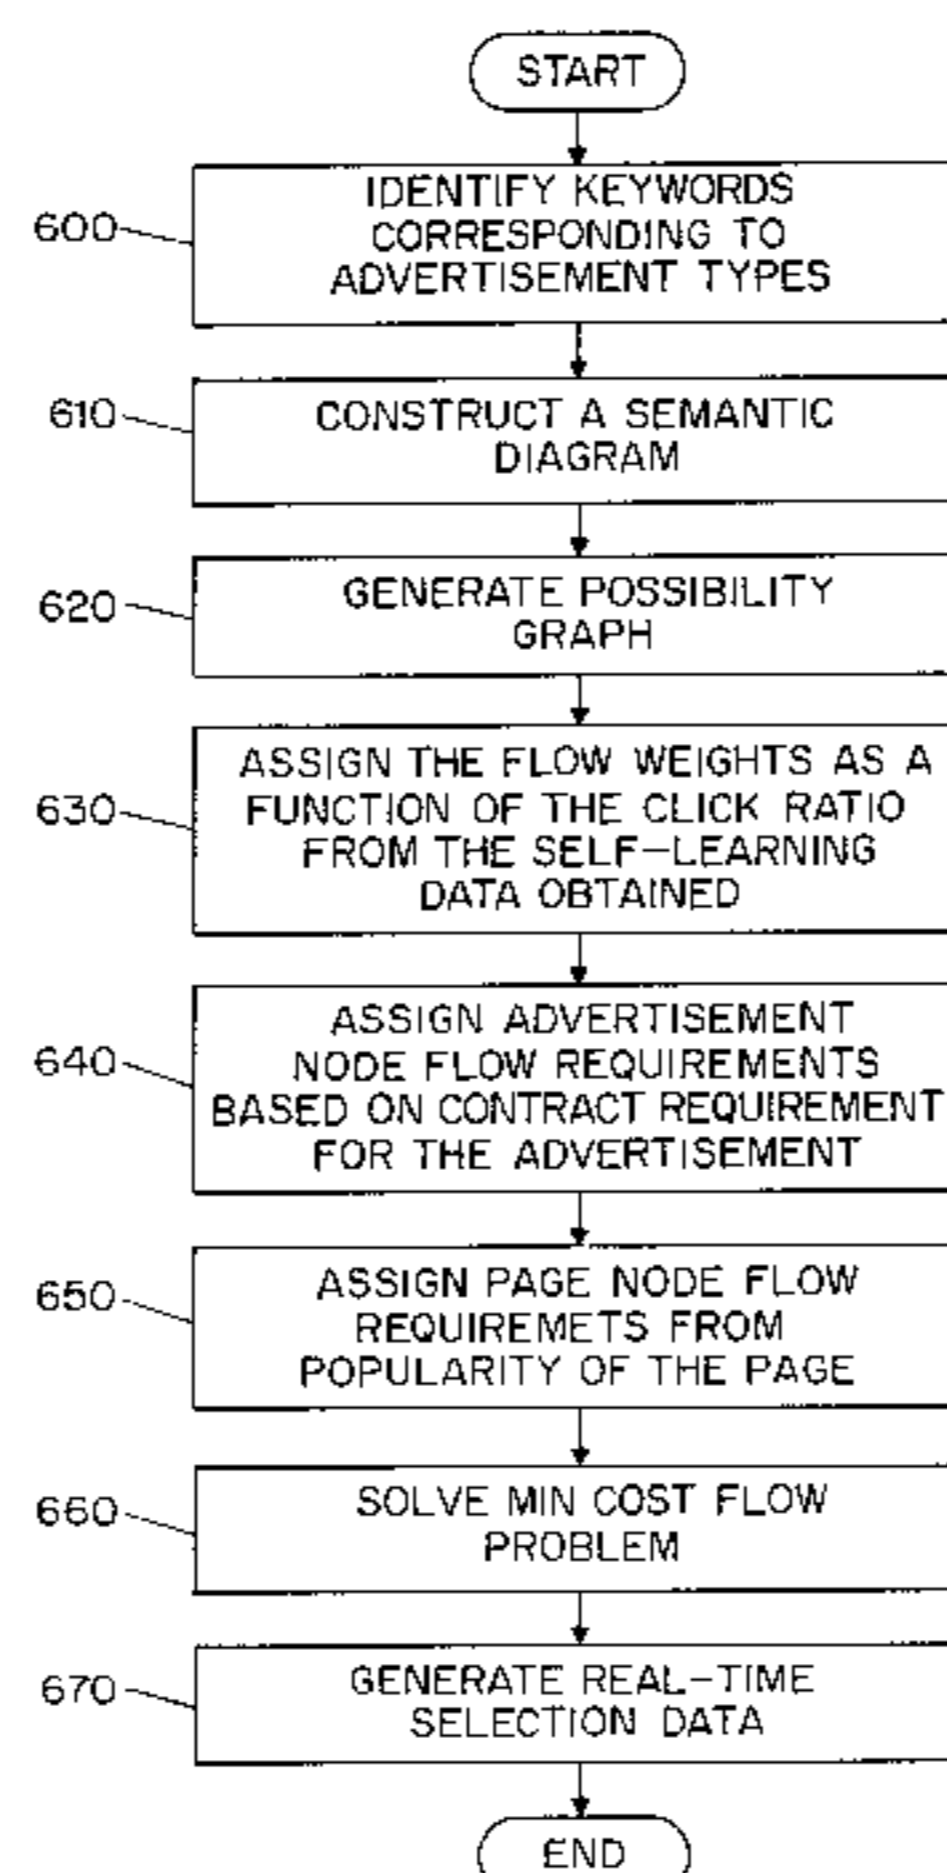 START
600
IDENTIFY KEYWORDS
CORRESPONDING TO
ADVERTISEMENT TYPES
610
CONSTRUCT A SEMANTIC
DIAGRAM
620
GENERATE POSSIBILITY
GRAPH
630
ASSIGN THE FLOW WEIGHTS AS A
FUNCTION OF THE CLICK RATIO
FROM THE SELF-LEARNING
DATA OBTAINED
640
ASSIGN ADVERTISEMENT
NODE FLOW REQUIREMENTS
BASED ON CONTRACT REQUIREMENT
FOR THE ADVERTISEMENT
650
ASSIGN PAGE NODE FLOW
REQUIREMETS FROM
POPULARITY OF THE PAGE
660
SOLVE MIN COST FLOW
PROBLEM
670
GENERATE REAL-TIME
SELECTION DATA
END